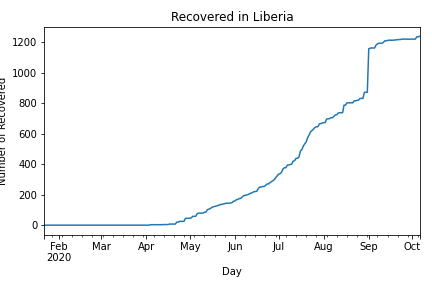 Recovered in Liberia
Number of Recovered
1200
1000
800
600
400
200
0
Feb Mar Apr May Jun Jul Aug Sep Oct
2020
Day